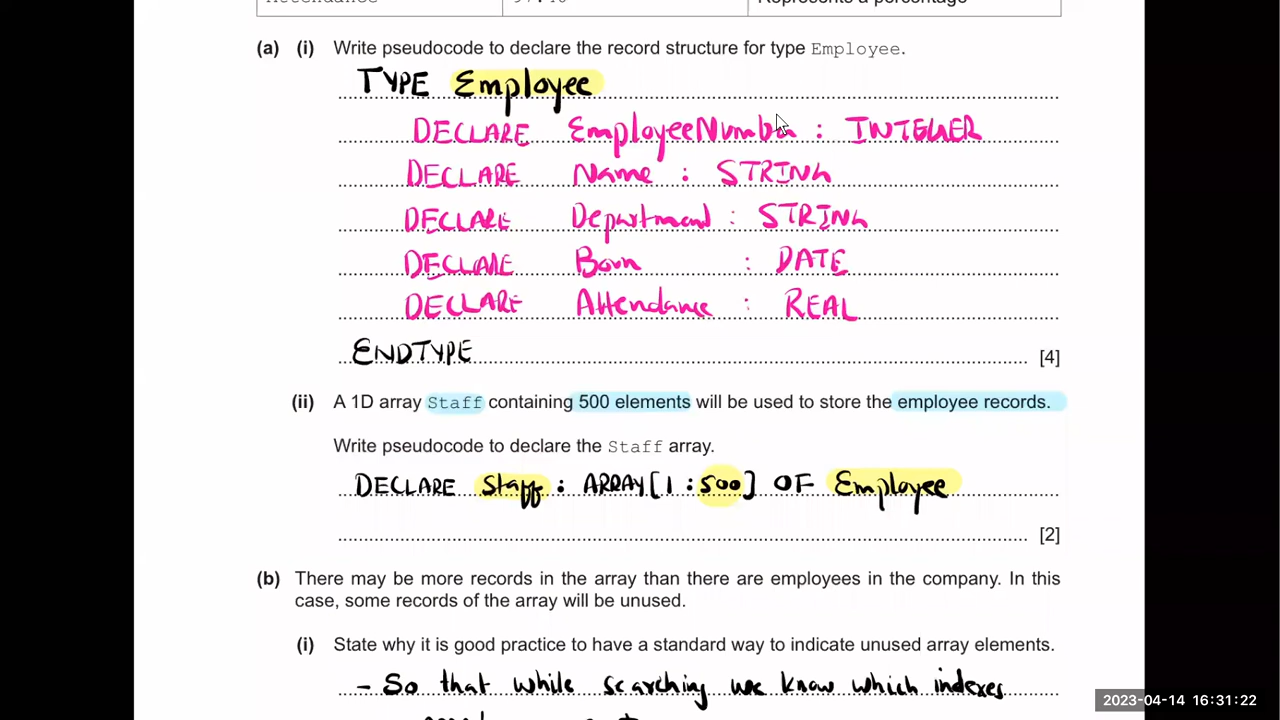 Attendance 97.40 Represents a percentage
(a) (i) Write pseudocode to declare the record structure for type Employee.
TYPE Employee
DECLARE EmployeeNumber : INTEGER
DECLARE Name : STRING
DECLARE Department : STRING
DECLARE Born : DATE
DECLARE Attendance : REAL
ENDTYPE
[4]
(ii) A 1D array Staff containing 500 elements will be used to store the employee records.
Write pseudocode to declare the Staff array.
DECLARE Staff : ARRAY[1 : 500] OF Employee
[2]
(b) There may be more records in the array than there are employees in the company. In this
case, some records of the array will be unused.
(i) State why it is good practice to have a standard way to indicate unused array elements.
- So that while searching we know which indexes
2023-04-14 16:31:22